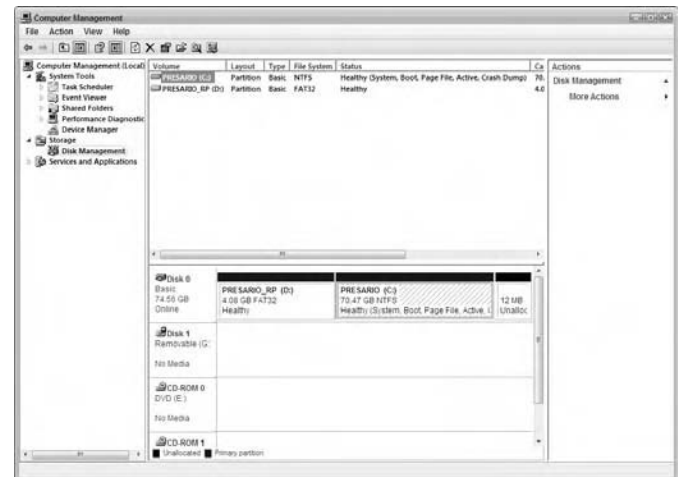 Computer Management
File Action View Help
Computer Management (Local)
System Tools
Task Scheduler
Event Viewer
Shared Folders
Performance Diagnostic
Device Manager
Storage
Disk Management
Services and Applications
Volume Layout Type File System Status Ca
PRESARIO (C:) Partition Basic NTFS Healthy (System, Boot, Page File, Active, Crash Dump) 70.
PRESARIO_RP (D:) Partition Basic FAT32 Healthy 4.0
Actions
Disk Management
More Actions
Disk 0
Basic
74.56 GB
Online
PRESARIO_RP (D:)
4.08 GB FAT32
Healthy
PRESARIO (C:)
70.47 GB NTFS
Healthy (System, Boot, Page File, Active,
12 MB
Unalloc
Disk 1
Removable (G:
No Media
CD-ROM 0
DVD (E:)
No Media
CD-ROM 1
Unallocated Primary partition